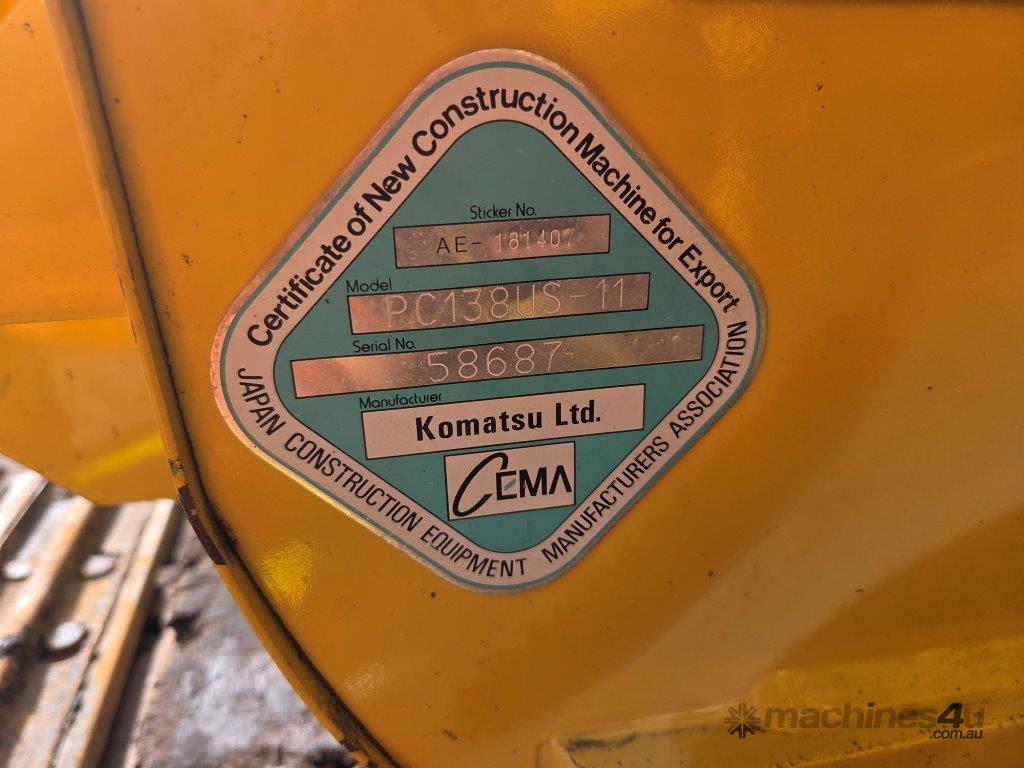 Certificate of New Construction Machine for Export
Sticker No.
AE- 181407
Model
PC138US-11
Serial No.
58687
Manufacturer
Komatsu Ltd.
CEMA
JAPAN CONSTRUCTION EQUIPMENT MANUFACTURERS ASSOCIATION
machines4u
.com.au